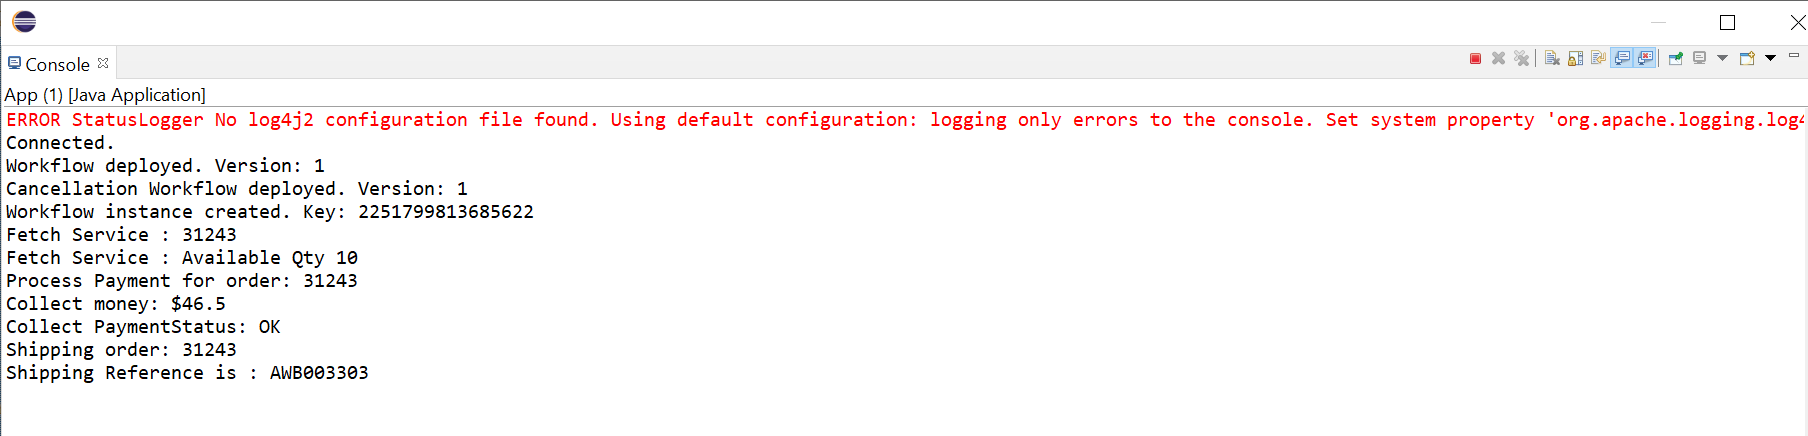 Console
App (1) [Java Application]
ERROR StatusLogger No log4j2 configuration file found. Using default configuration: logging only errors to the console. Set system property 'org.apache.logging.log4
Connected.
Workflow deployed. Version: 1
Cancellation Workflow deployed. Version: 1
Workflow instance created. Key: 2251799813685622
Fetch Service : 31243
Fetch Service : Available Qty 10
Process Payment for order: 31243
Collect money: $46.5
Collect PaymentStatus: OK
Shipping order: 31243
Shipping Reference is : AWB003303